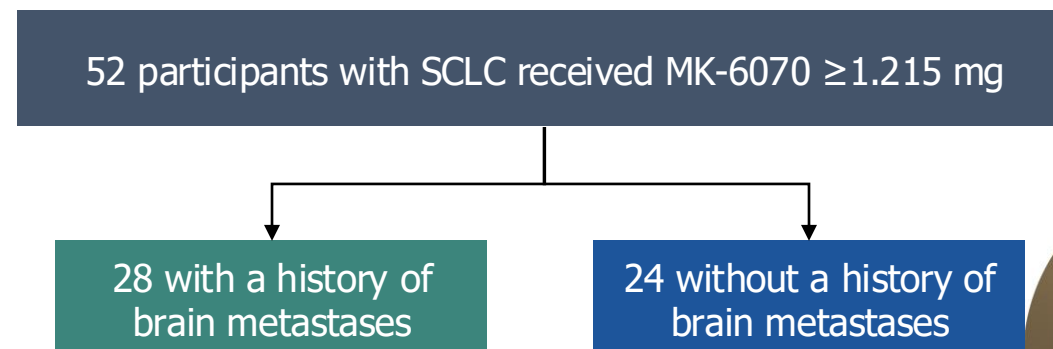 52 participants with SCLC received MK-6070 ≥1.215 mg
28 with a history of
brain metastases
24 without a history of
brain metastases